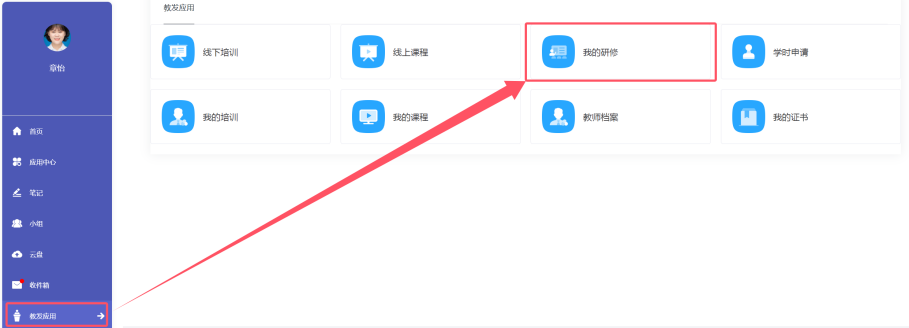 教发应用
线下培训
线上课程
我的研修
学时申请
我的培训
我的课程
教师档案
我的证书
章怡
首页
应用中心
笔记
小组
云盘
收件箱
教发应用